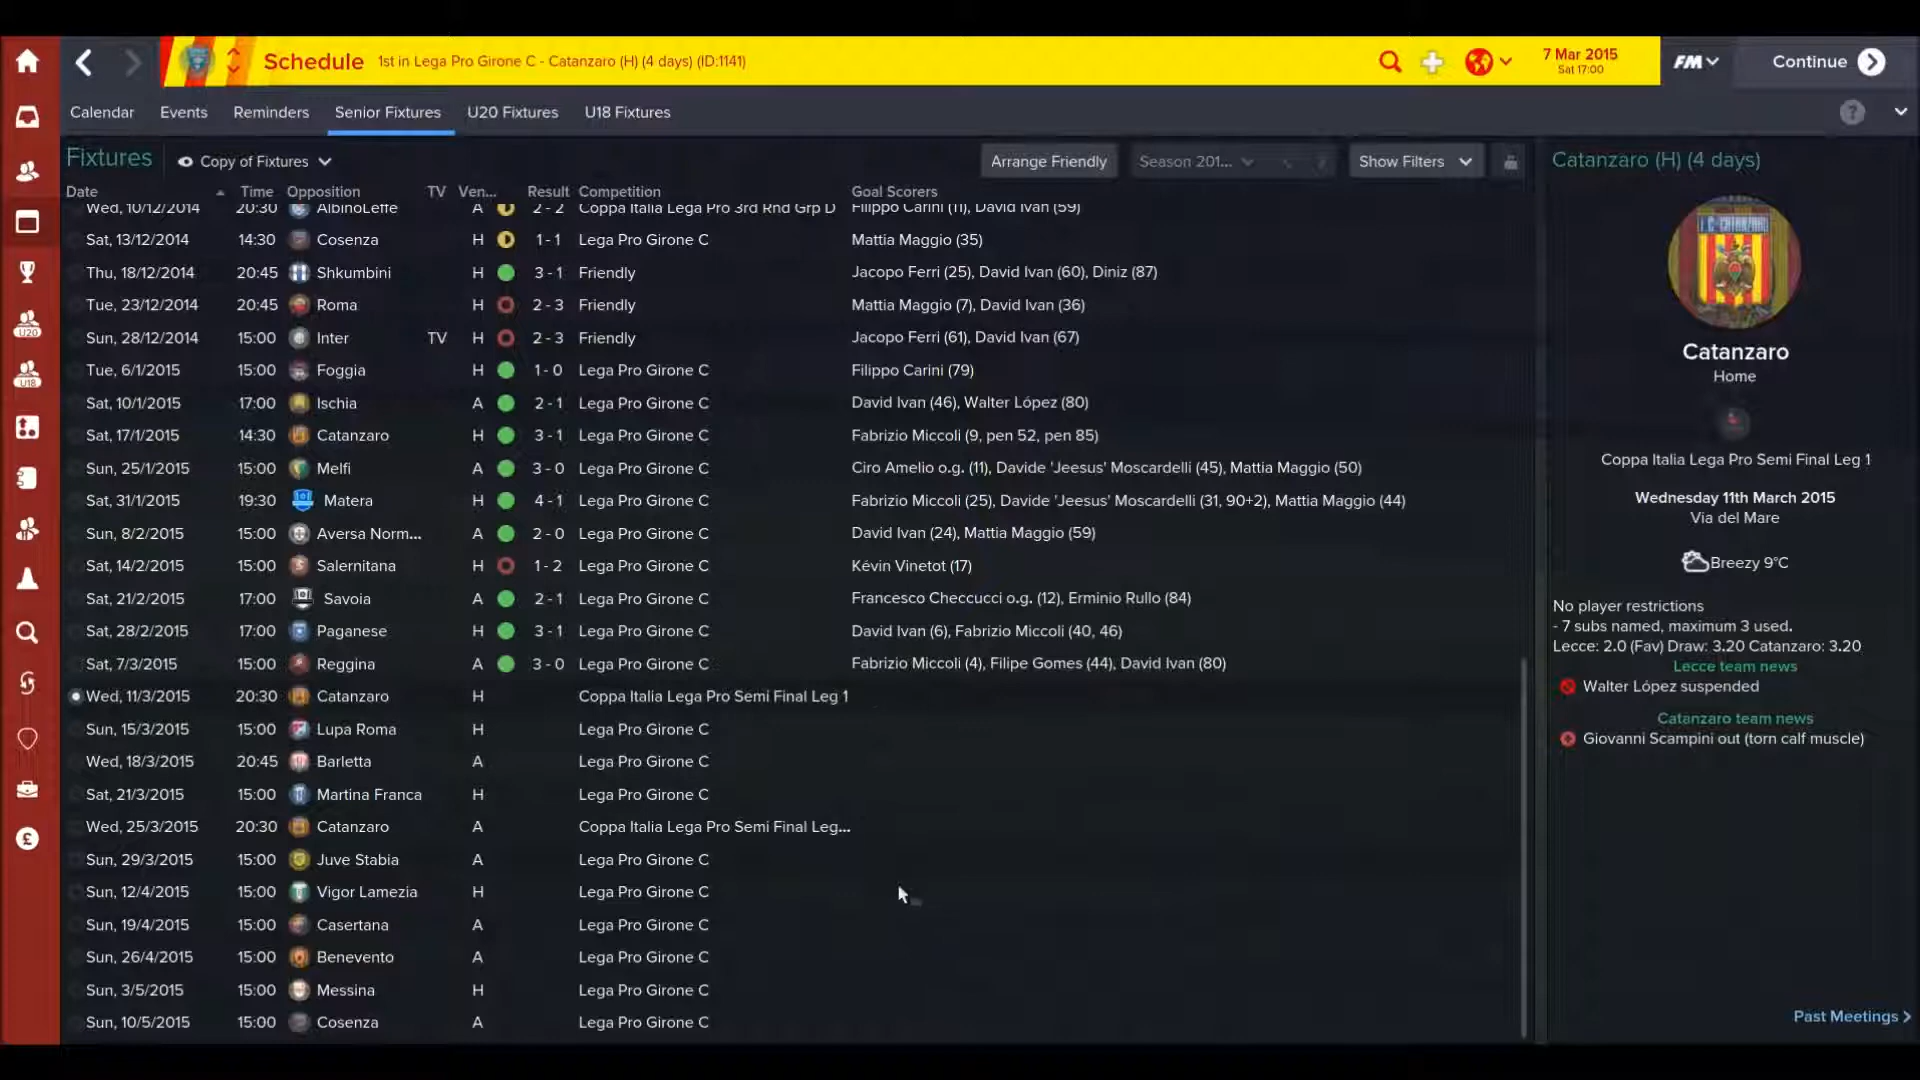 Schedule 1st in Lega Pro Girone C - Catanzaro (H) (4 days) (ID:1141) 7 Mar 2015 FM Continue
Sat 17:00
Calendar Events Reminders Senior Fixtures U20 Fixtures U18 Fixtures ?
Fixtures Copy of Fixtures Arrange Friendly Season 201... Show Filters
Date Time Opposition TV Ven... Result Competition Goal Scorers
Wed, 10/12/2014 20:30 AlbinoLeffe A 2 - 2 Coppa Italia Lega Pro 3rd Rnd Grp D Filippo Carini (11), David Ivan (59)
Sat, 13/12/2014 14:30 Cosenza H 1 - 1 Lega Pro Girone C Mattia Maggio (35)
Thu, 18/12/2014 20:45 Shkumbini H 3 - 1 Friendly Jacopo Ferri (25), David Ivan (60), Diniz (87)
Tue, 23/12/2014 20:45 Roma H 2 - 3 Friendly Mattia Maggio (7), David Ivan (36)
Sun, 28/12/2014 15:00 Inter TV H 2 - 3 Friendly Jacopo Ferri (61), David Ivan (67)
Tue, 6/1/2015 15:00 Foggia H 1 - 0 Lega Pro Girone C Filippo Carini (79)
Sat, 10/1/2015 17:00 Ischia A 2 - 1 Lega Pro Girone C David Ivan (46), Walter López (80)
Sat, 17/1/2015 14:30 Catanzaro H 3 - 1 Lega Pro Girone C Fabrizio Miccoli (9, pen 52, pen 85)
Sun, 25/1/2015 15:00 Melfi A 3 - 0 Lega Pro Girone C Ciro Amelio o.g. (11), Davide 'Jeesus' Moscardelli (45), Mattia Maggio (50)
Sat, 31/1/2015 19:30 Matera H 4 - 1 Lega Pro Girone C Fabrizio Miccoli (25), Davide 'Jeesus' Moscardelli (31, 90+2), Mattia Maggio (44)
Sun, 8/2/2015 15:00 Aversa Norm... A 2 - 0 Lega Pro Girone C David Ivan (24), Mattia Maggio (59)
Sat, 14/2/2015 15:00 Salernitana H 1 - 2 Lega Pro Girone C Kévin Vinetot (17)
Sat, 21/2/2015 17:00 Savoia A 2 - 1 Lega Pro Girone C Francesco Checcucci o.g. (12), Erminio Rullo (84)
Sat, 28/2/2015 17:00 Paganese H 3 - 1 Lega Pro Girone C David Ivan (6), Fabrizio Miccoli (40, 46)
Sat, 7/3/2015 15:00 Reggina A 3 - 0 Lega Pro Girone C Fabrizio Miccoli (4), Filipe Gomes (44), David Ivan (80)
Wed, 11/3/2015 20:30 Catanzaro H Coppa Italia Lega Pro Semi Final Leg 1
Sun, 15/3/2015 15:00 Lupa Roma H Lega Pro Girone C
Wed, 18/3/2015 20:45 Barletta A Lega Pro Girone C
Sat, 21/3/2015 15:00 Martina Franca H Lega Pro Girone C
Wed, 25/3/2015 20:30 Catanzaro A Coppa Italia Lega Pro Semi Final Leg...
Sun, 29/3/2015 15:00 Juve Stabia A Lega Pro Girone C
Sun, 12/4/2015 15:00 Vigor Lamezia H Lega Pro Girone C
Sun, 19/4/2015 15:00 Casertana A Lega Pro Girone C
Sun, 26/4/2015 15:00 Benevento A Lega Pro Girone C
Sun, 3/5/2015 15:00 Messina H Lega Pro Girone C
Sun, 10/5/2015 15:00 Cosenza A Lega Pro Girone C
U20
U18
£
Catanzaro (H) (4 days)
Catanzaro
Home
Coppa Italia Lega Pro Semi Final Leg 1
Wednesday 11th March 2015
Via del Mare
Breezy 9°C
No player restrictions
- 7 subs named, maximum 3 used.
Lecce: 2.0 (Fav) Draw: 3.20 Catanzaro: 3.20
Lecce team news
Walter López suspended
Catanzaro team news
Giovanni Scampini out (torn calf muscle)
Past Meetings >